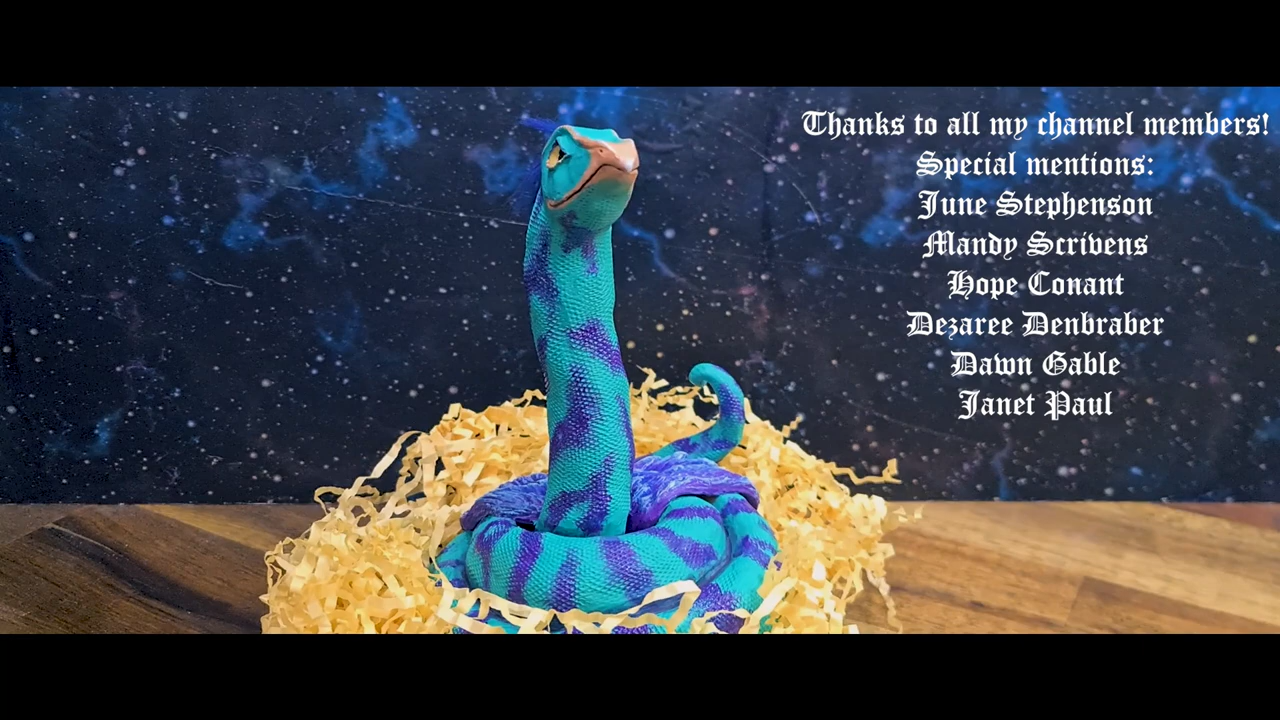 Thanks to all my channel members!
Special mentions:
June Stephenson
Mandy Scrivens
Hope Conant
Dezaree Denbraber
Dawn Gable
Janet Paul